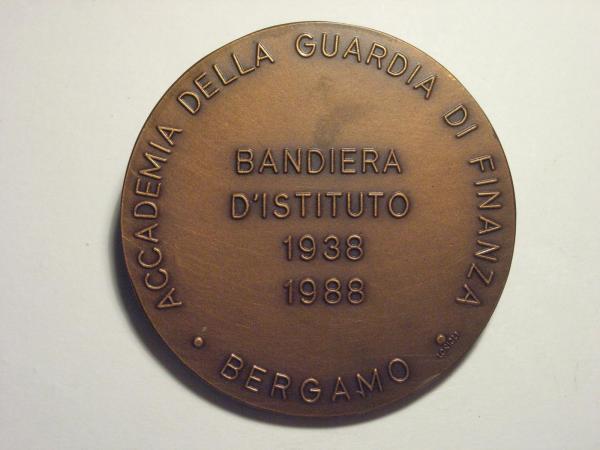 ACCADEMIA DELLA GUARDIA DI FINANZA
BANDIERA
D'ISTITUTO
1938
1988
• BERGAMO •